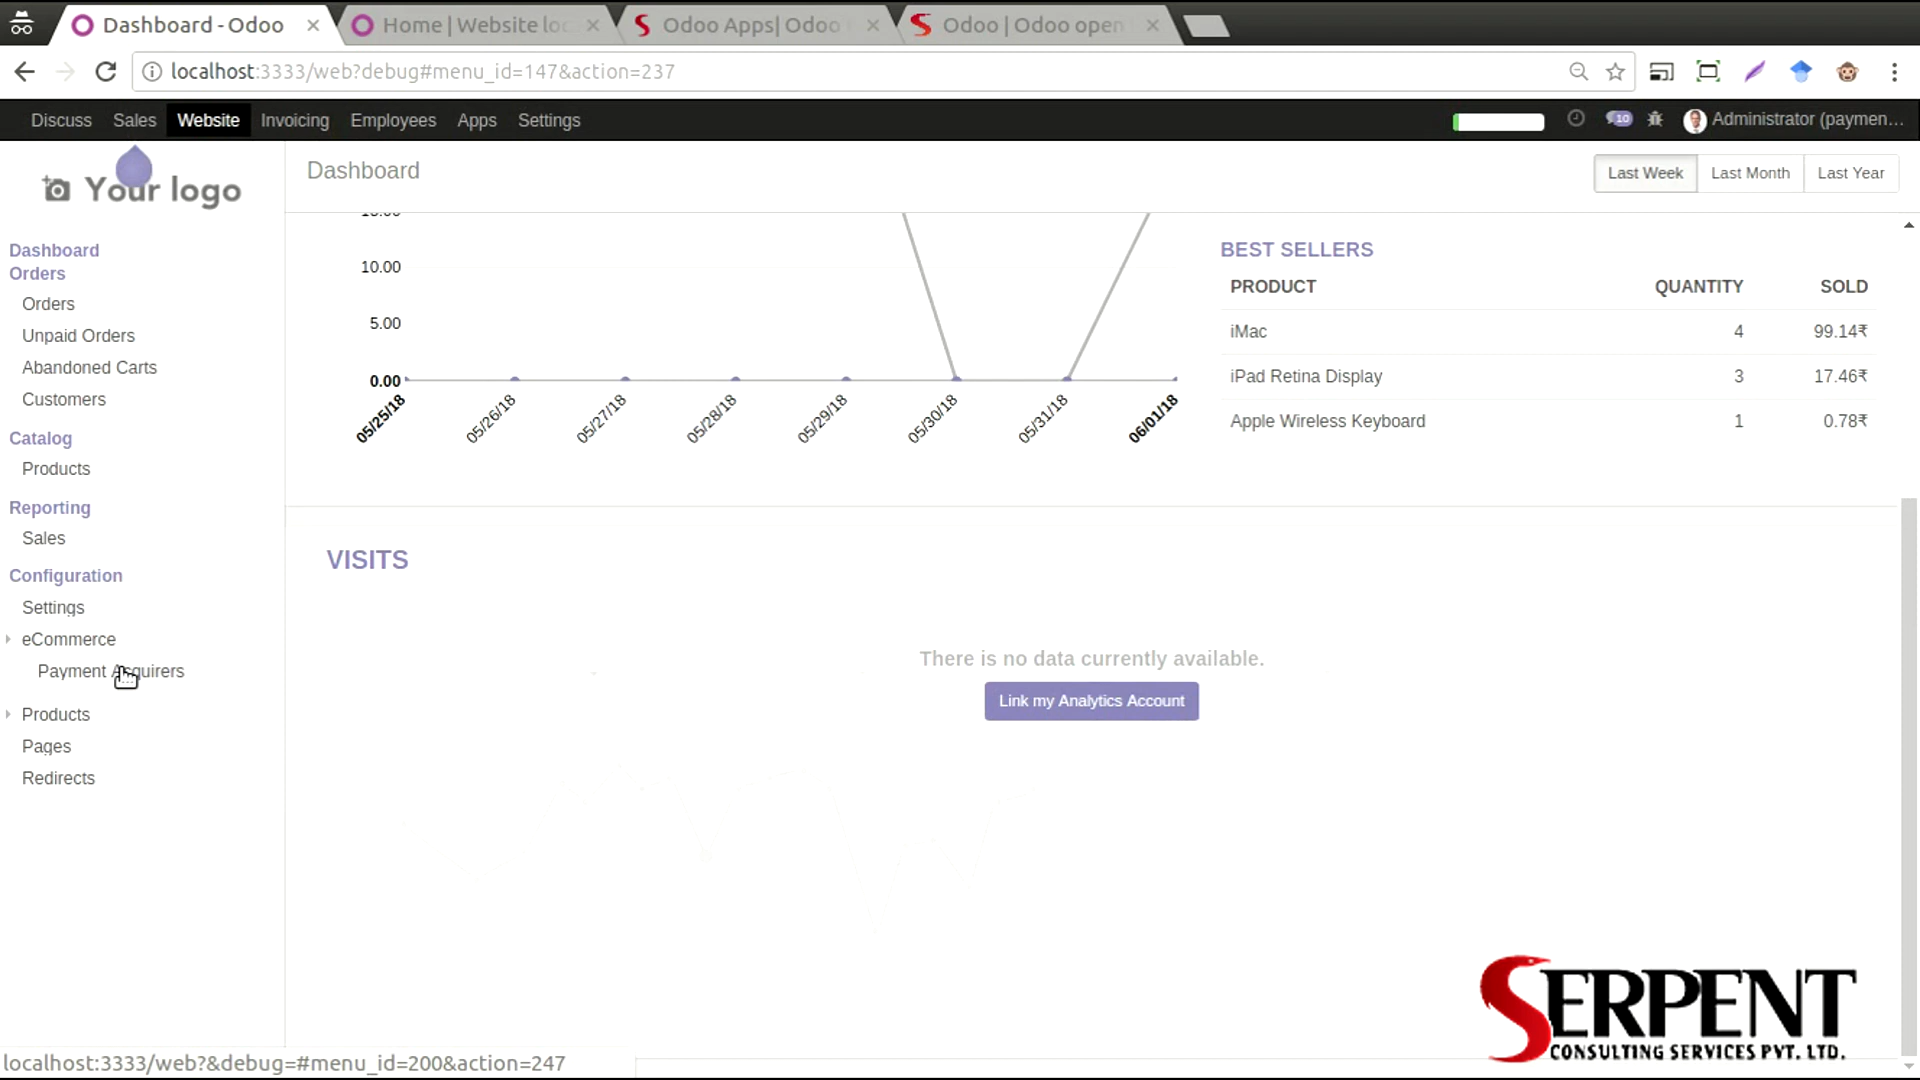 Dashboard - Odoo
Home | Website loc
Odoo Apps| Odoo
Odoo | Odoo open
localhost:3333/web?debug#menu_id=147&action=237
Discuss Sales Website Invoicing Employees Apps Settings
10
Administrator (paymen...
Your logo
Dashboard
Last Week Last Month Last Year
Dashboard
Orders
Orders
Unpaid Orders
Abandoned Carts
Customers
Catalog
Products
Reporting
Sales
Configuration
Settings
eCommerce
Payment Acquirers
Products
Pages
Redirects
10.00
5.00
0.00
05/25/18 05/26/18 05/27/18 05/28/18 05/29/18 05/30/18 05/31/18 06/01/18
BEST SELLERS
PRODUCT QUANTITY SOLD
iMac 4 99.14₹
iPad Retina Display 3 17.46₹
Apple Wireless Keyboard 1 0.78₹
VISITS
There is no data currently available.
Link my Analytics Account
SERPENT
CONSULTING SERVICES PVT. LTD.
localhost:3333/web?&debug=#menu_id=200&action=247